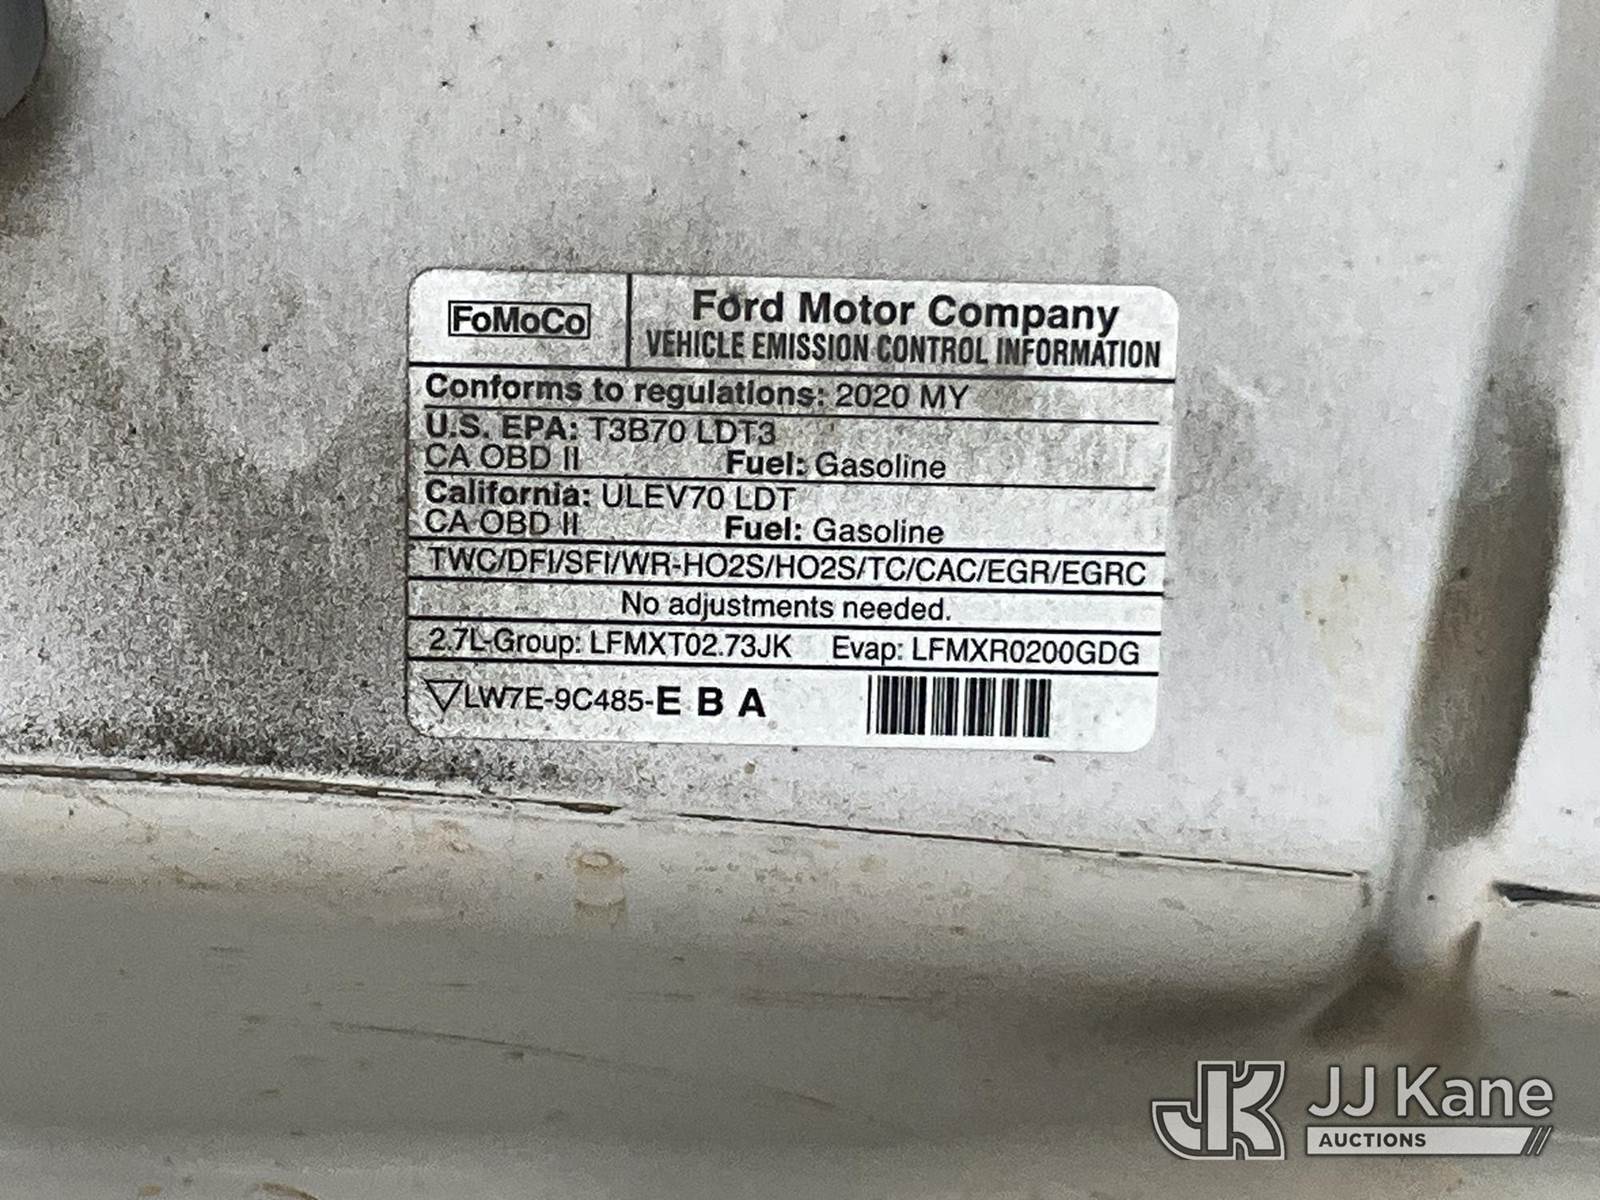 FoMoCo
Ford Motor Company
VEHICLE EMISSION CONTROL INFORMATION
Conforms to regulations: 2020 MY
U.S. EPA: T3B70 LDT3
CA OBD II Fuel: Gasoline
California: ULEV70 LDT
CA OBD II Fuel: Gasoline
TWC/DFI/SFI/WR-HO2S/HO2S/TC/CAC/EGR/EGRC
No adjustments needed.
2.7L-Group: LFMXT02.73JK Evap: LFMXR0200GDG
LW7E-9C485-E B A
JK JJ Kane
AUCTIONS